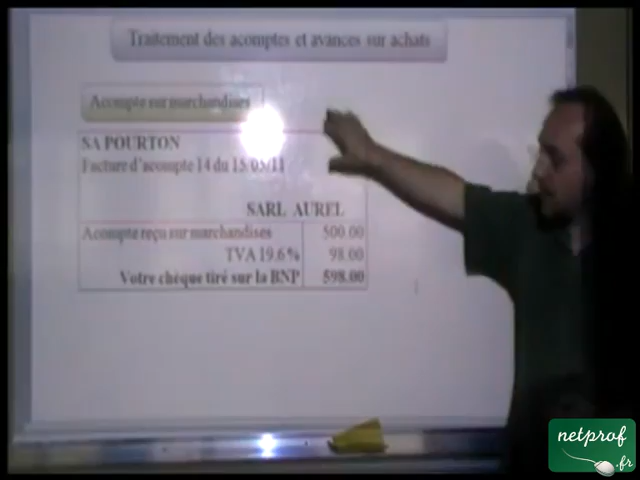 Traitement des acomptes et avances sur achats
Acompte sur marchandises
SA POURTON
Facture d'acompte 14 du 15/05/11
SARL AUREL
Acompte reçu sur marchandises 500.00
TVA 19.6% 98.00
Votre chèque tiré sur la BNP 598.00
netprof
.fr